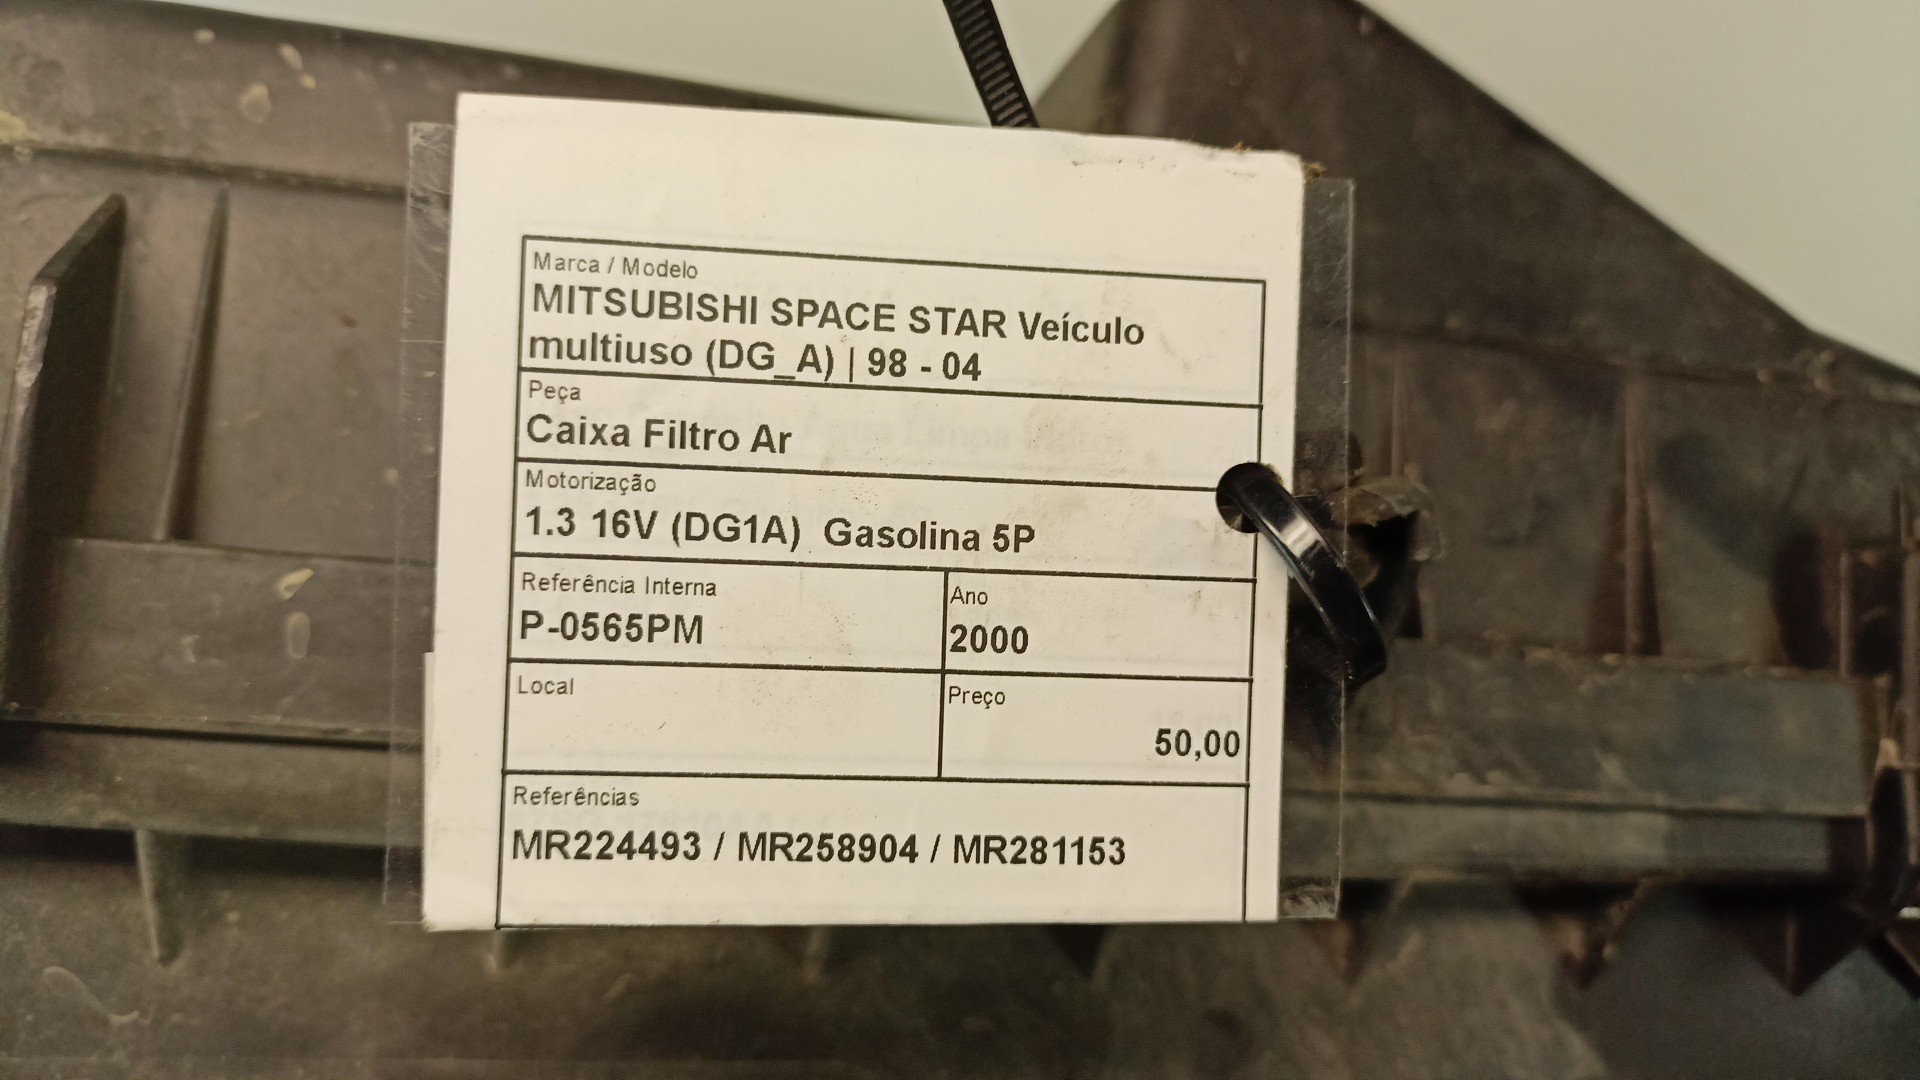 Marca / Modelo
MITSUBISHI SPACE STAR Veículo
multiuso (DG_A) | 98 - 04
Peça
Caixa Filtro Ar
Motorização
1.3 16V (DG1A)  Gasolina 5P
Referência Interna
P-0565PM
Ano
2000
Local
Preço
50,00
Referências
MR224493 / MR258904 / MR281153